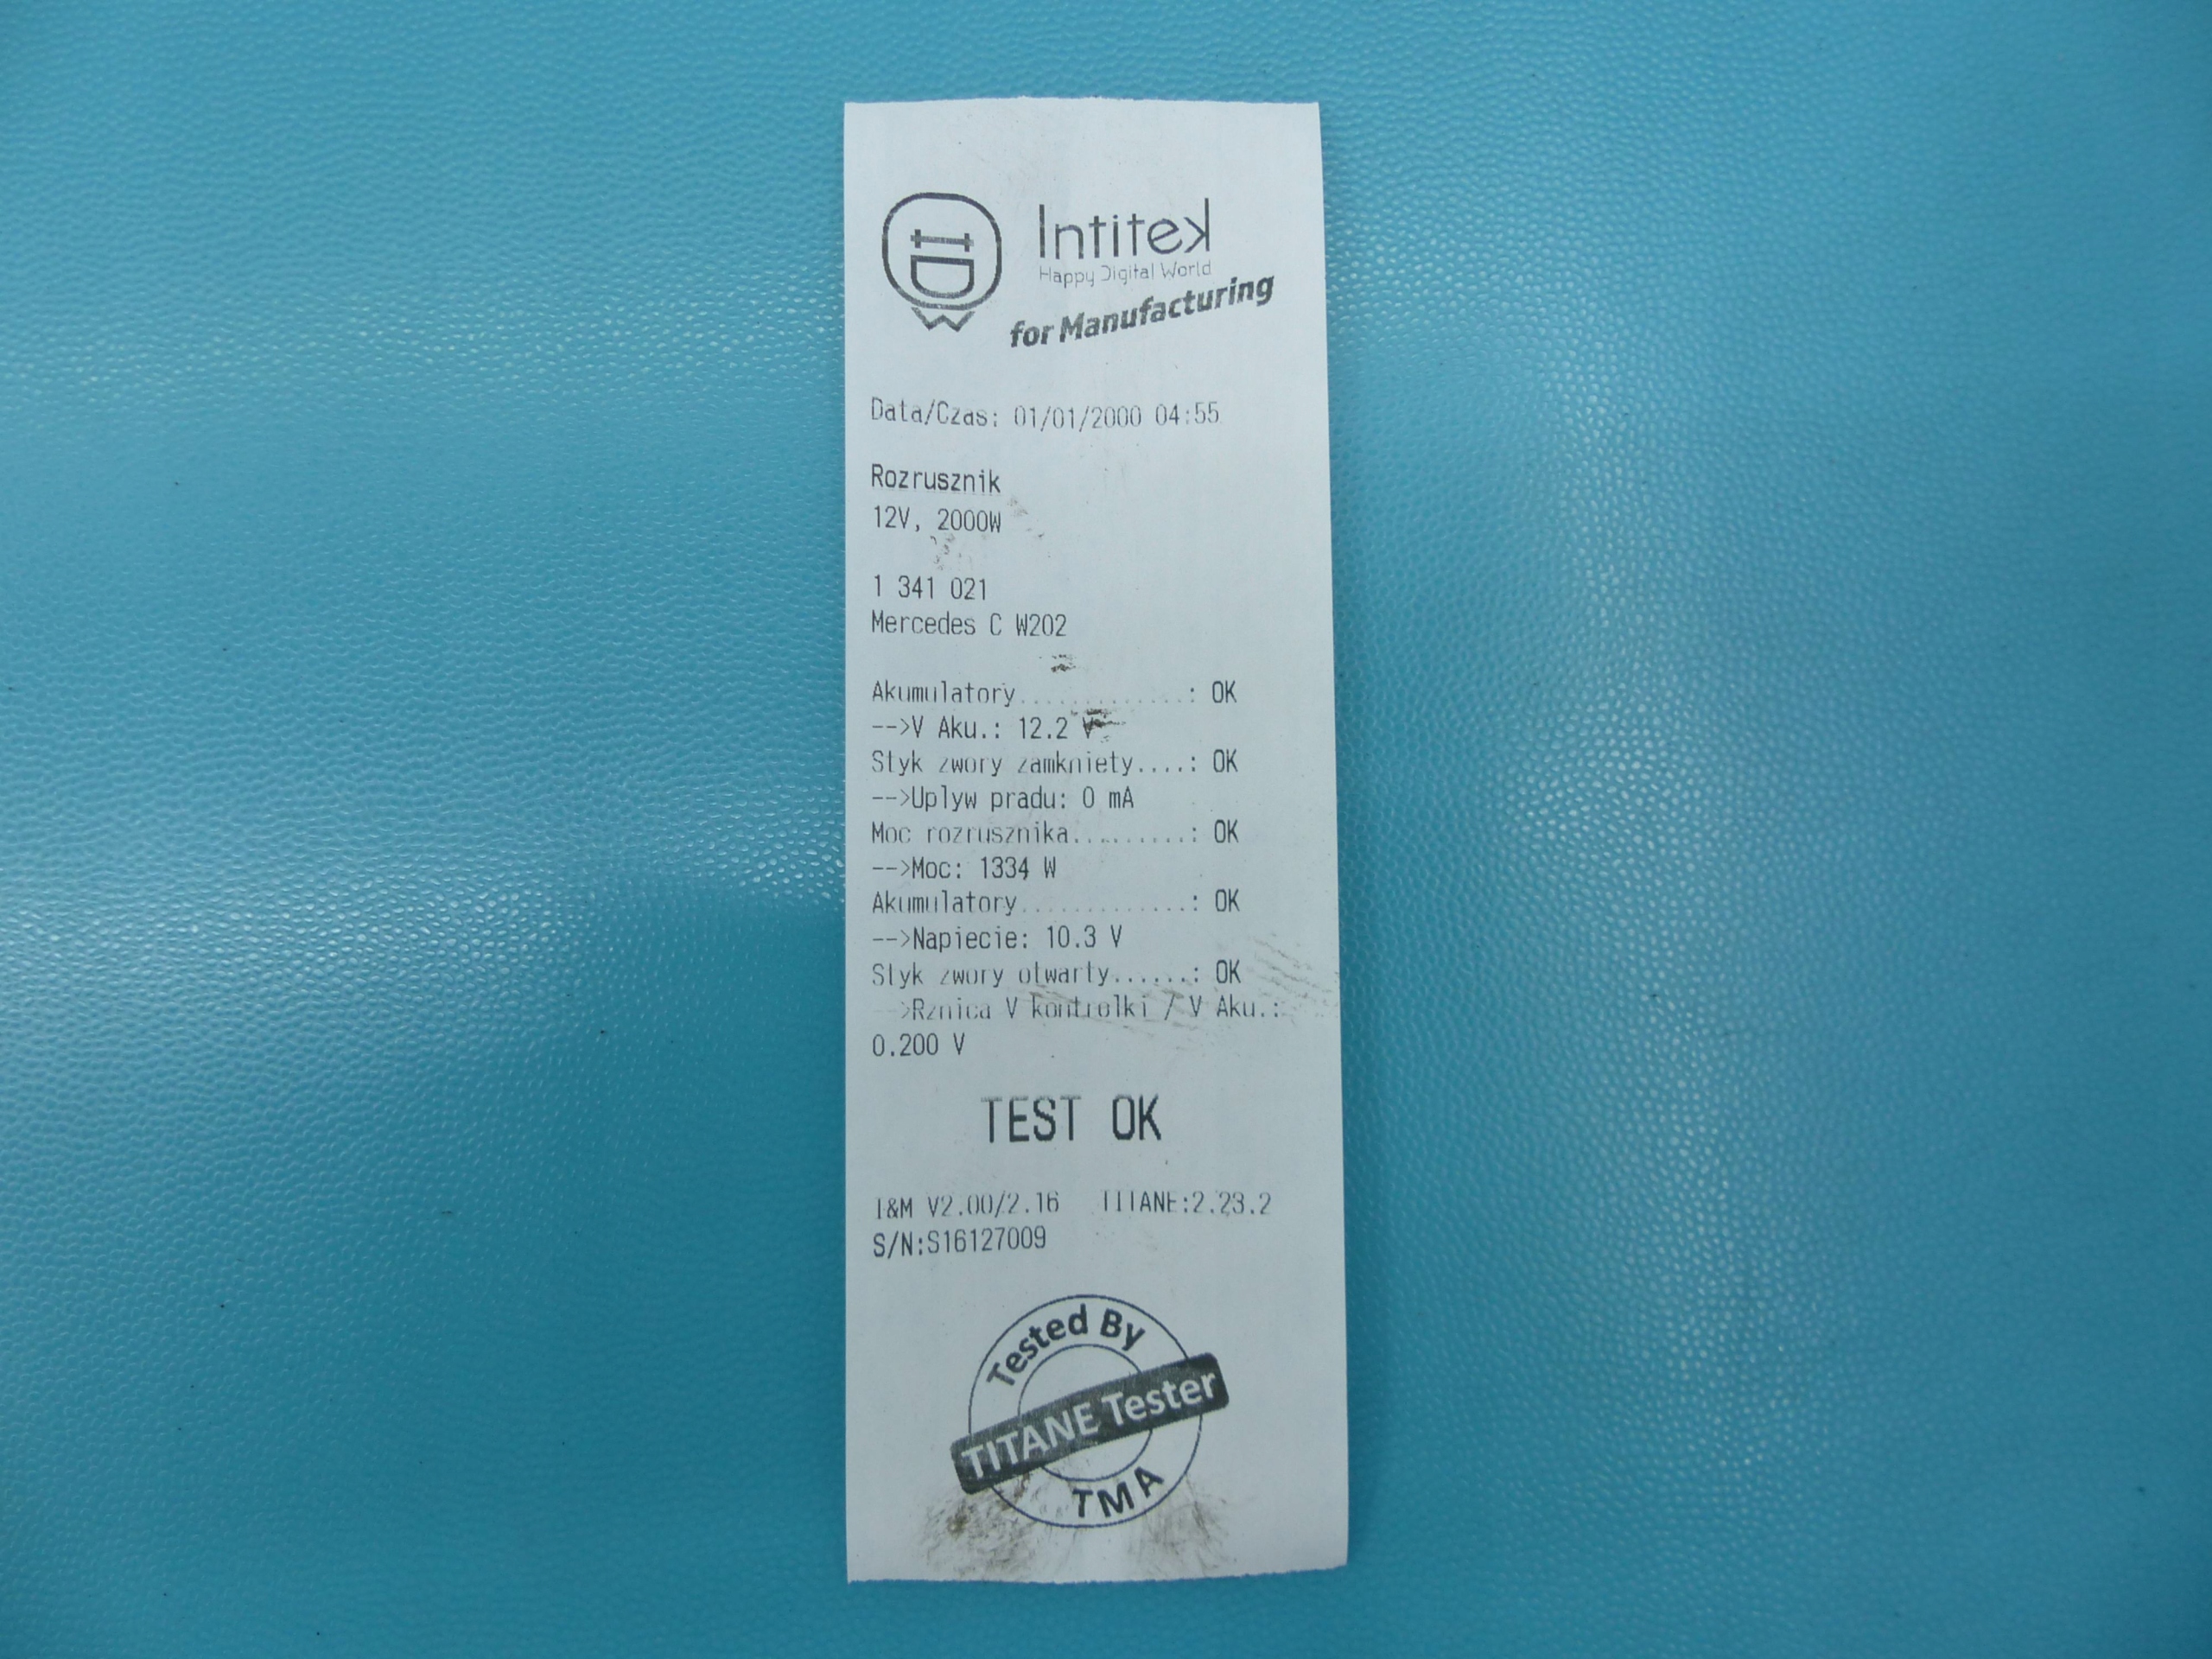 Intitek
Happy Digital World
for Manufacturing
Data/Czas: 01/01/2000 04:55
Rozrusznik
12V, 2000W
1 341 021
Mercedes C W202
Akumulatory.............: OK
-->V Aku.: 12.2 V
Styk zwory zamkniety....: OK
-->Uplyw pradu: 0 mA
Moc rozrusznika.........: OK
-->Moc: 1334 W
Akumulatory.............: OK
-->Napiecie: 10.3 V
Styk zwory otwarty......: OK
-->Rznica V kontrolki / V Aku.:
0.200 V
TEST OK
I&M V2.00/2.16 TITANE:2.23.2
S/N:S16127009
Tested By
TITANE Tester
TMA